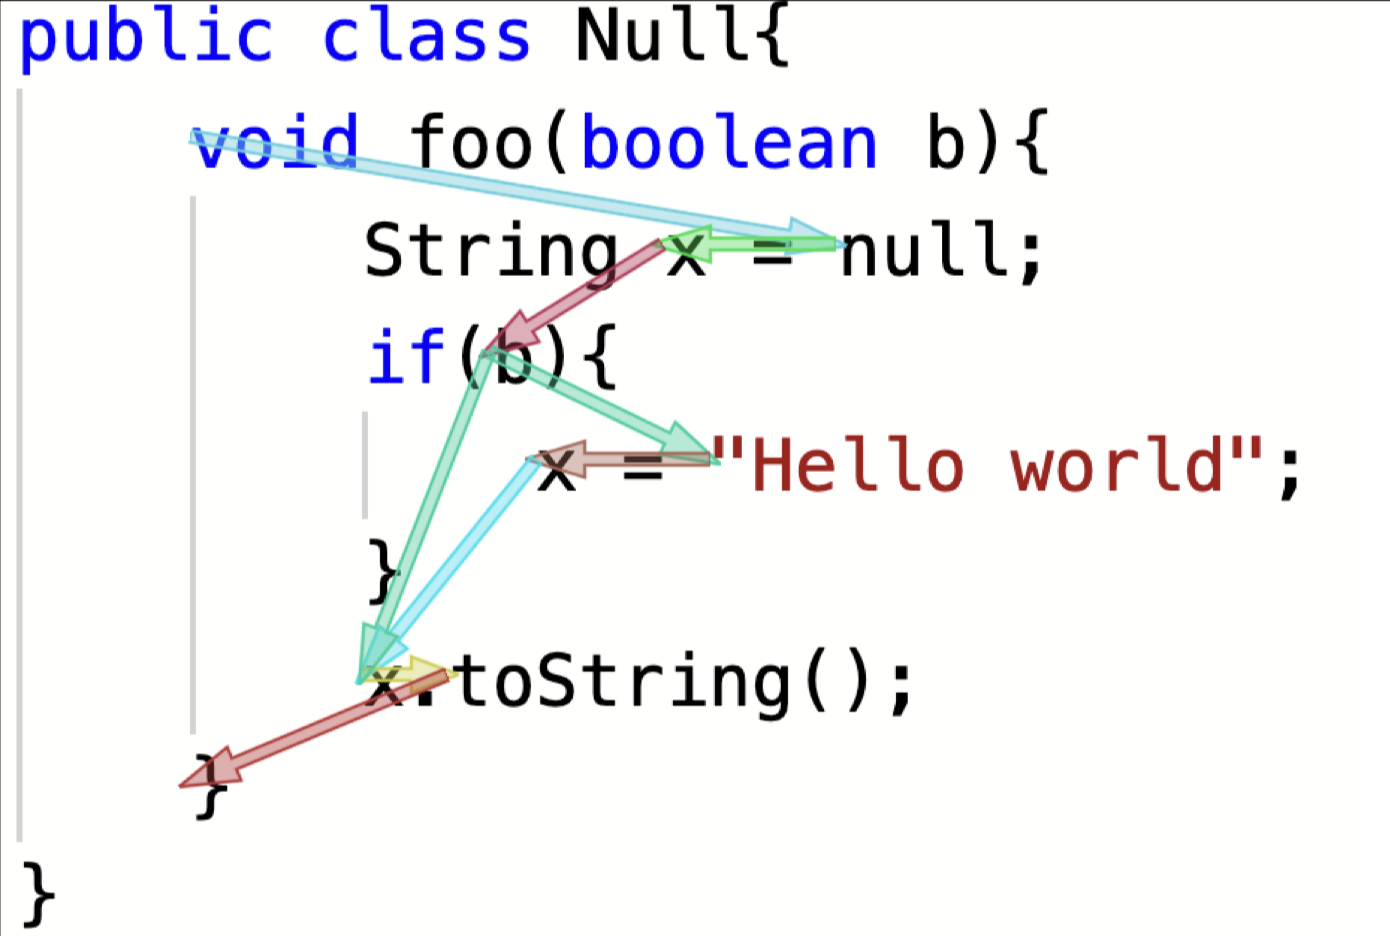 public class Null{
void foo(boolean b){
String x = null;
if(b){
x = "Hello world";
}
x.toString();
}
}